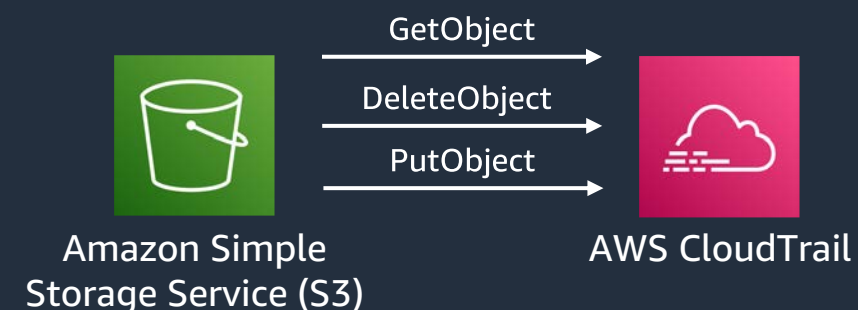 GetObject
DeleteObject
PutObject
Amazon Simple
Storage Service (S3)
AWS CloudTrail